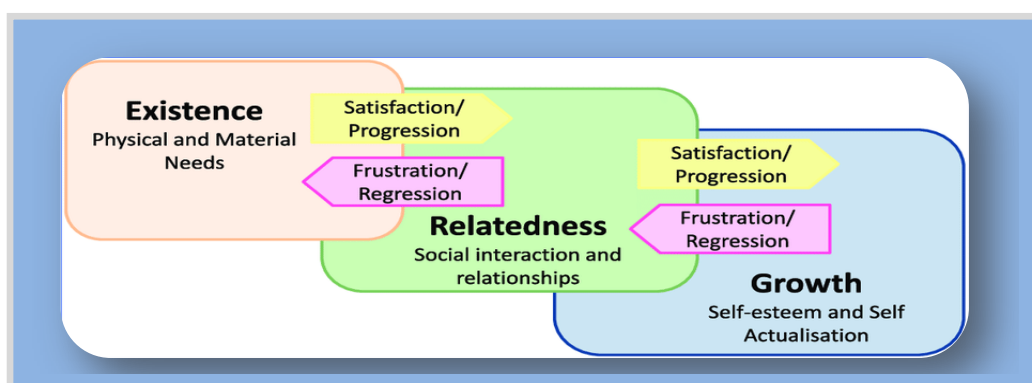 Existence
Physical and Material
Needs
Satisfaction/
Progression
Frustration/
Regression
Relatedness
Social interaction and
relationships
Satisfaction/
Progression
Frustration/
Regression
Growth
Self-esteem and Self
Actualisation